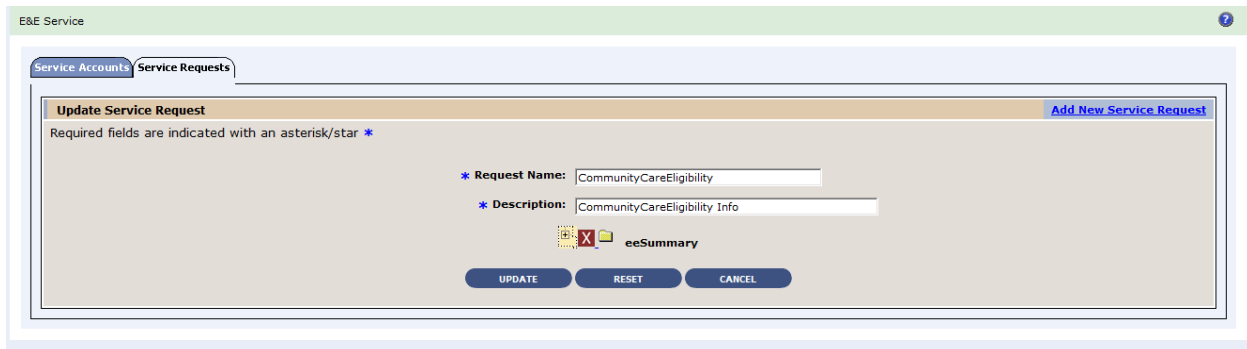 E&E Service
?
Service Accounts Service Requests
Update Service Request Add New Service Request
Required fields are indicated with an asterisk/star *
* Request Name: CommunityCareEligibility
* Description: CommunityCareEligibility Info
+ X eeSummary
UPDATE RESET CANCEL